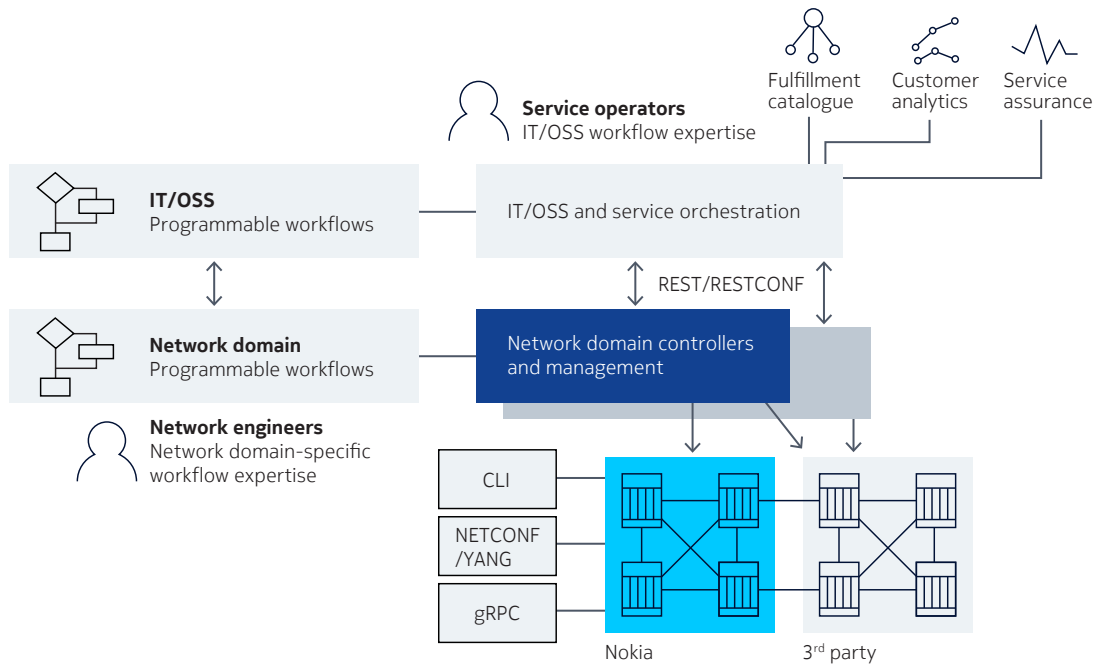 Fulfillment
catalogue
Customer
analytics
Service
assurance
Service operators
IT/OSS workflow expertise
IT/OSS
Programmable workflows
IT/OSS and service orchestration
REST/RESTCONF
Network domain
Programmable workflows
Network domain controllers
and management
Network engineers
Network domain-specific
workflow expertise
CLI
NETCONF
/YANG
gRPC
Nokia
3rd party